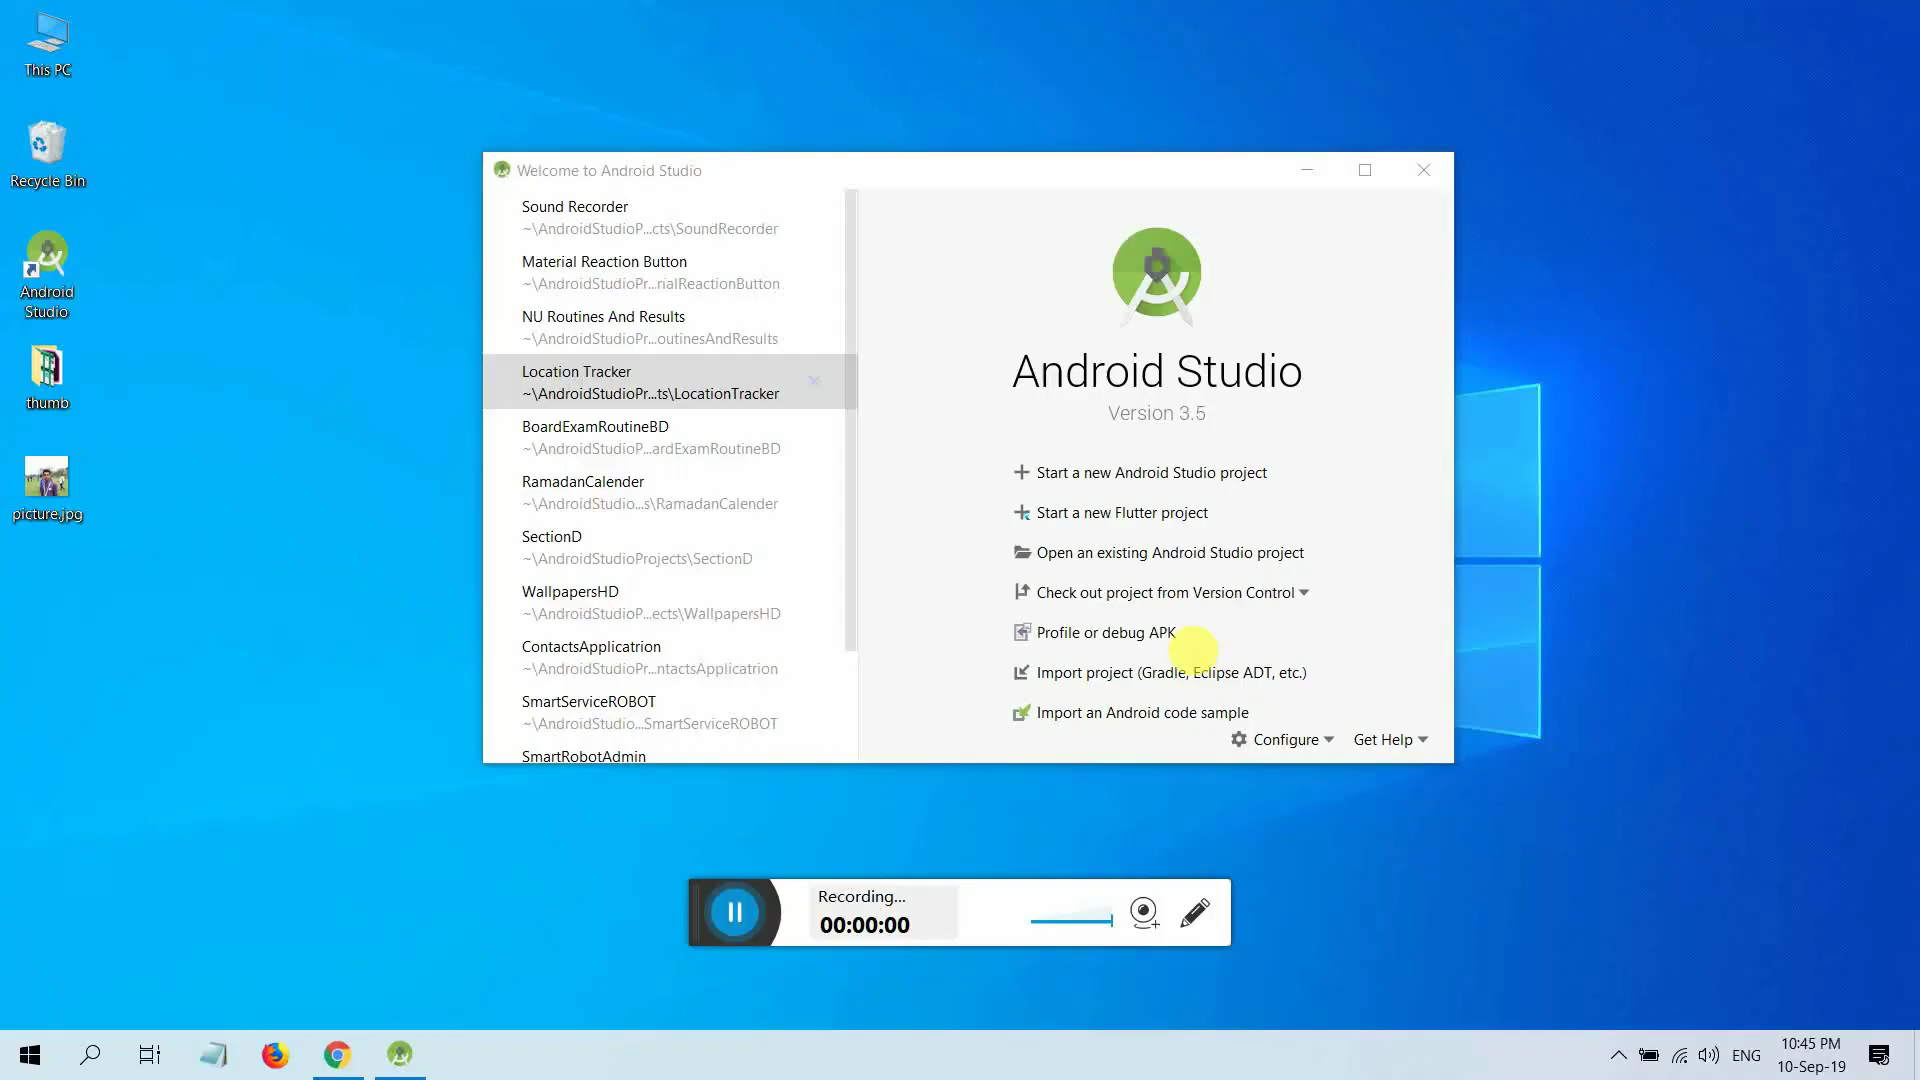 This PC
Recycle Bin
Android
Studio
thumb
picture.jpg
Welcome to Android Studio
Sound Recorder
~\AndroidStudioP...cts\SoundRecorder
Material Reaction Button
~\AndroidStudioPr...rialReactionButton
NU Routines And Results
~\AndroidStudioPr...outinesAndResults
Location Tracker
~\AndroidStudioPr...ts\LocationTracker
BoardExamRoutineBD
~\AndroidStudioP...ardExamRoutineBD
RamadanCalender
~\AndroidStudio...s\RamadanCalender
SectionD
~\AndroidStudioProjects\SectionD
WallpapersHD
~\AndroidStudioP...ects\WallpapersHD
ContactsApplicatrion
~\AndroidStudioPr...ntactsApplicatrion
SmartServiceROBOT
~\AndroidStudio...SmartServiceROBOT
SmartRobotAdmin
Android Studio
Version 3.5
Start a new Android Studio project
Start a new Flutter project
Open an existing Android Studio project
Check out project from Version Control
Profile or debug APK
Import project (Gradle, Eclipse ADT, etc.)
Import an Android code sample
Configure
Get Help
Recording...
00:00:00
ENG
10:45 PM
10-Sep-19